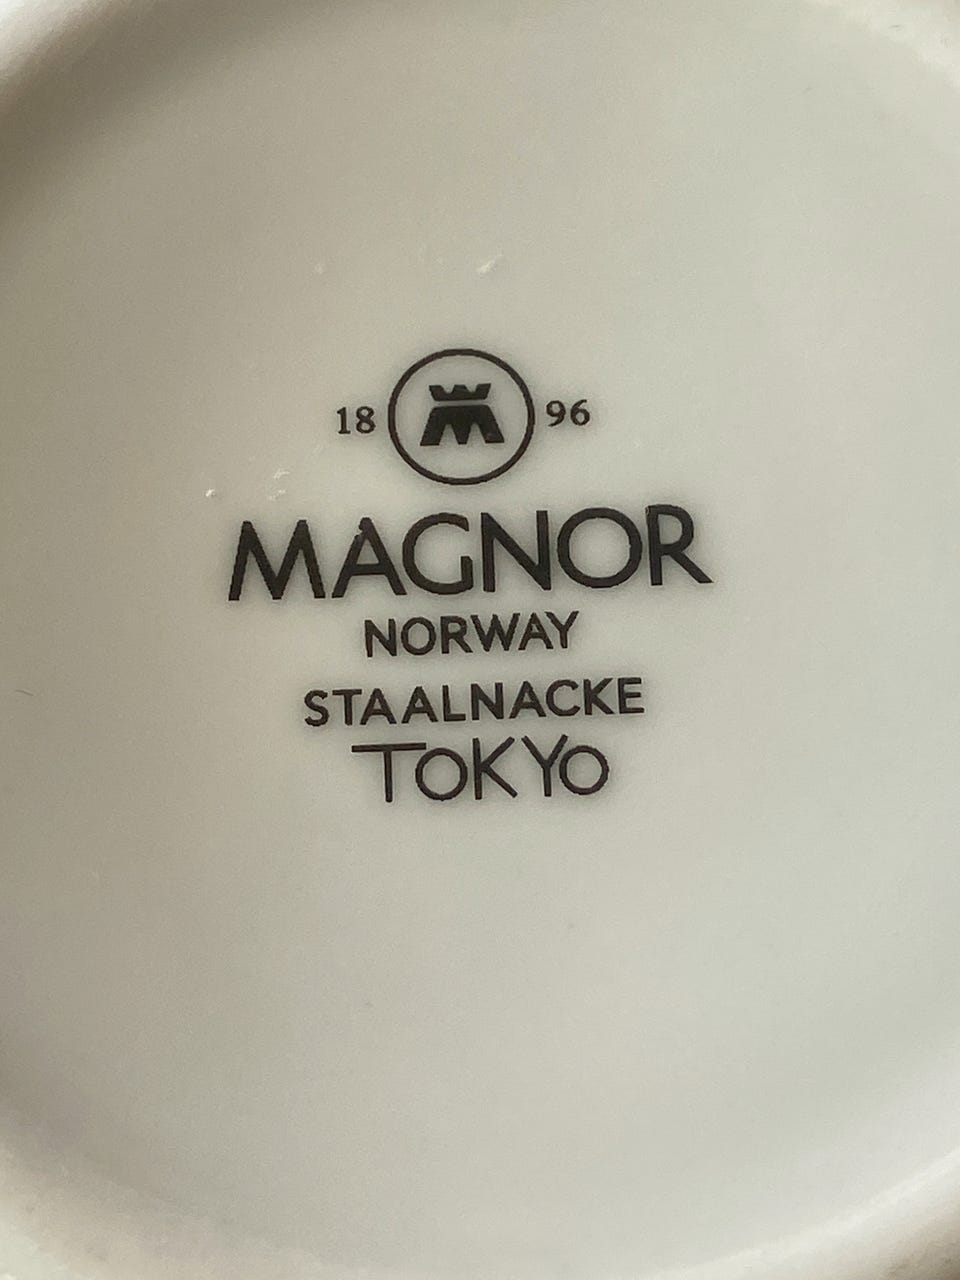 18 96
MAGNOR
NORWAY
STAALNACKE
TOKYO